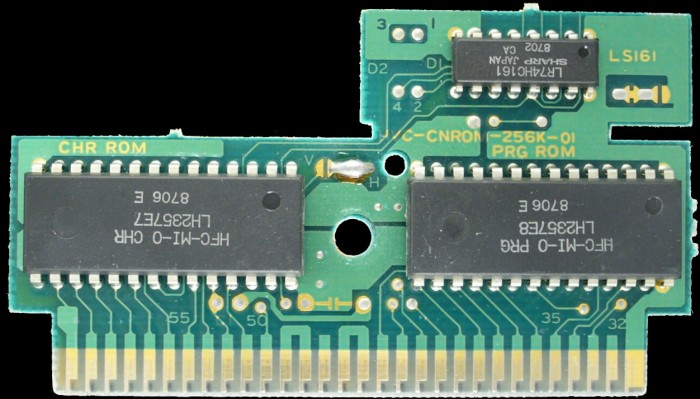 3 1
D2 D1
4 2
LR74HC161
SHARP JAPAN
8702 CA
LS161
VC-CNROM-256K-01
CHR ROM
PRG ROM
V
H
HFC-MI-0 CHR
LH2357E7
8706 E
HFC-MI-0 PRG
LH2357E8
8706 E
55
50
35
32